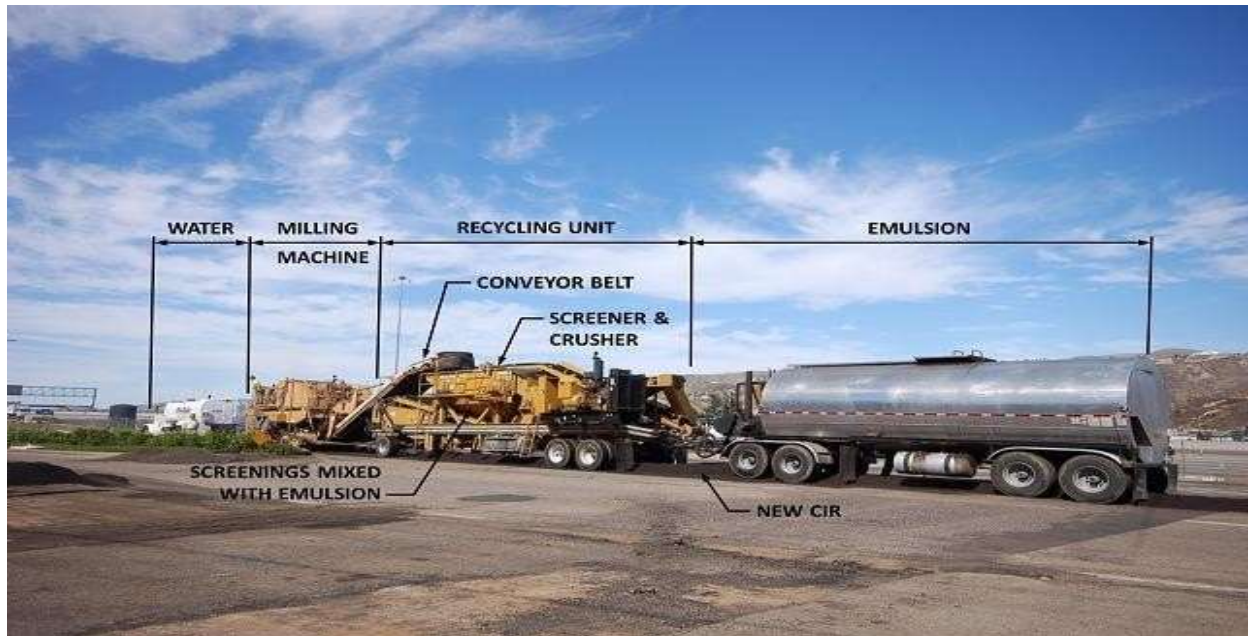 WATER
MILLING
MACHINE
RECYCLING UNIT
EMULSION
CONVEYOR BELT
SCREENER &
CRUSHER
SCREENINGS MIXED
WITH EMULSION
NEW CIR